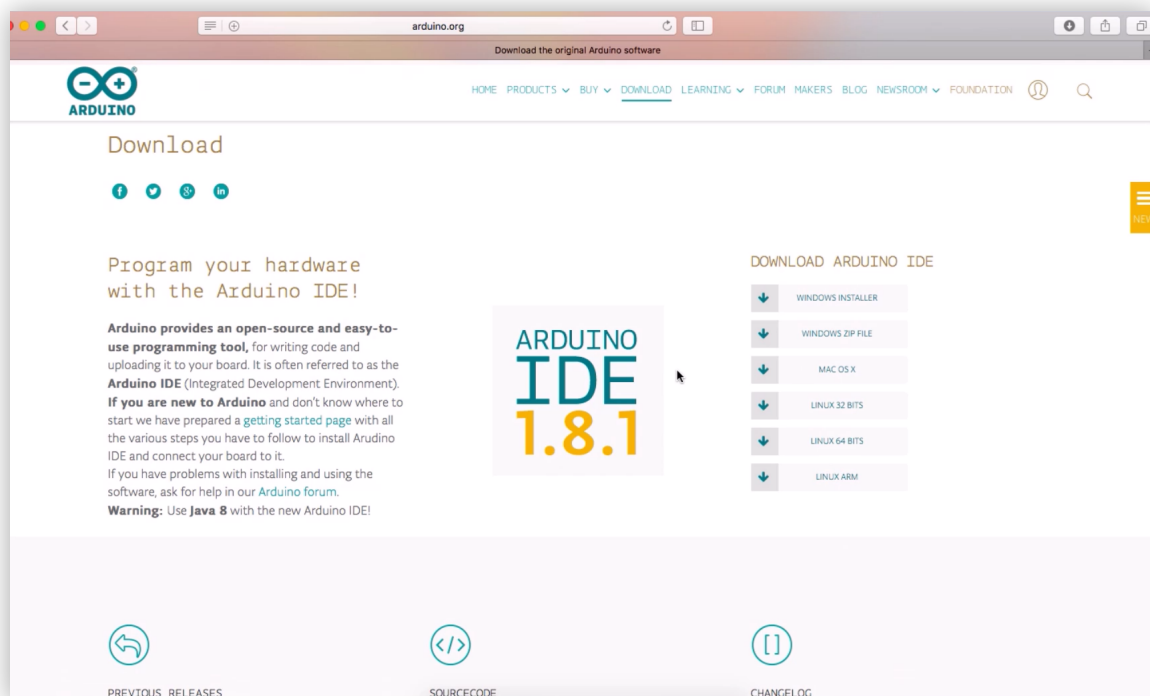 arduino.org
Download the original Arduino software
ARDUINO
HOME PRODUCTS BUY DOWNLOAD LEARNING FORUM MAKERS BLOG NEWSROOM FOUNDATION
Download
NEW
Program your hardware
with the Arduino IDE!
Arduino provides an open-source and easy-to-
use programming tool, for writing code and
uploading it to your board. It is often referred to as the
Arduino IDE (Integrated Development Environment).
If you are new to Arduino and don't know where to
start we have prepared a getting started page with all
the various steps you have to follow to install Arudino
IDE and connect your board to it.
If you have problems with installing and using the
software, ask for help in our Arduino forum.
Warning: Use Java 8 with the new Arduino IDE!
ARDUINO
IDE
1.8.1
DOWNLOAD ARDUINO IDE
WINDOWS INSTALLER
WINDOWS ZIP FILE
MAC OS X
LINUX 32 BITS
LINUX 64 BITS
LINUX ARM
PREVIOUS RELEASES
SOURCECODE
CHANGELOG